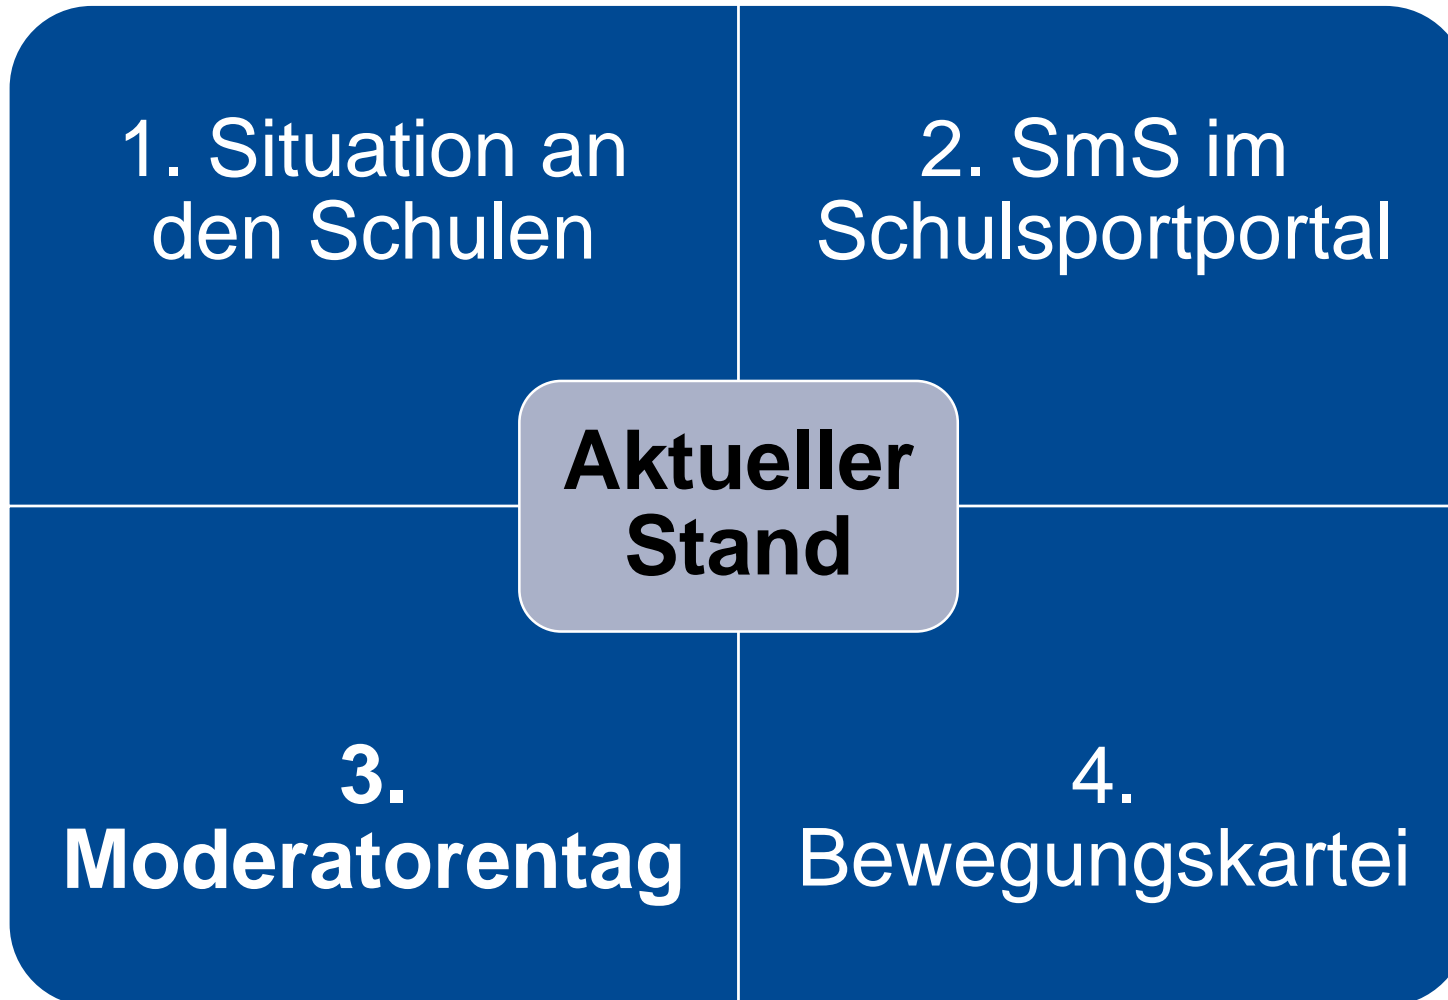 1. Situation an
den Schulen
2. SmS im
Schulsportportal
Aktueller
Stand
3.
Moderatorentag
4.
Bewegungskartei